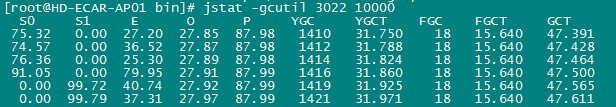 [root@HD-ECAR-AP01 bin]# jstat -gcutil 3022 10000
S0 S1 E O P YGC YGCT FGC FGCT GCT
75.32 0.00 27.20 27.85 87.98 1410 31.750 18 15.640 47.391
74.57 0.00 36.52 27.87 87.98 1412 31.788 18 15.640 47.428
76.36 0.00 25.30 27.89 87.98 1414 31.824 18 15.640 47.464
91.05 0.00 79.95 27.91 87.99 1416 31.860 18 15.640 47.500
0.00 99.72 40.74 27.92 87.99 1419 31.925 18 15.640 47.565
0.00 99.79 37.31 27.97 87.99 1421 31.971 18 15.640 47.611